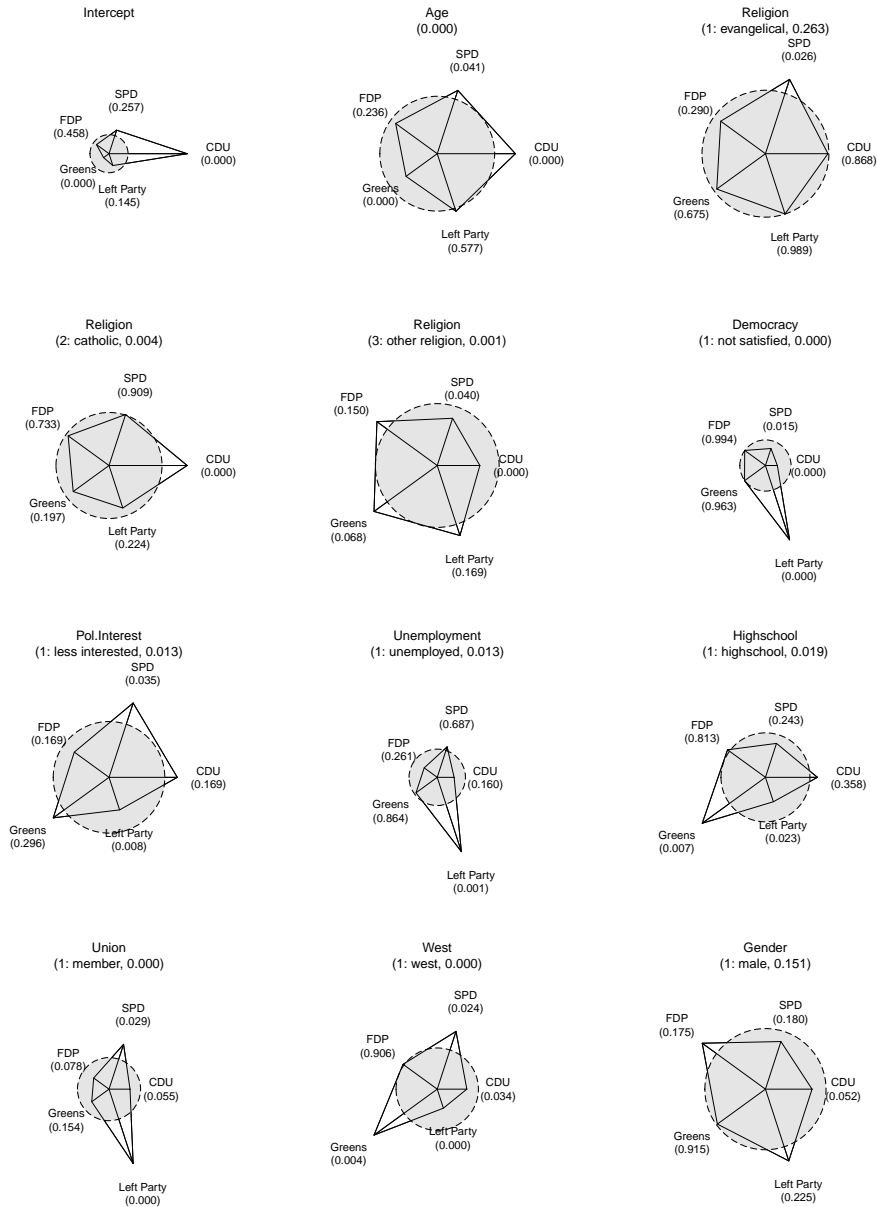 Intercept
SPD
(0.257)
FDP
(0.458)
CDU
(0.000)
Greens
(0.000)
Left Party
(0.145)
Age
(0.000)
SPD
(0.041)
FDP
(0.236)
CDU
(0.000)
Greens
(0.000)
Left Party
(0.577)
Religion
(1: evangelical, 0.263)
SPD
(0.026)
FDP
(0.290)
CDU
(0.868)
Greens
(0.675)
Left Party
(0.989)
Religion
(2: catholic, 0.004)
SPD
(0.909)
FDP
(0.733)
CDU
(0.000)
Greens
(0.197)
Left Party
(0.224)
Religion
(3: other religion, 0.001)
SPD
(0.040)
FDP
(0.150)
CDU
(0.000)
Greens
(0.068)
Left Party
(0.169)
Democracy
(1: not satisfied, 0.000)
SPD
(0.015)
FDP
(0.994)
CDU
(0.000)
Greens
(0.963)
Left Party
(0.000)
Pol.Interest
(1: less interested, 0.013)
SPD
(0.035)
FDP
(0.169)
CDU
(0.169)
Greens
(0.296)
Left Party
(0.008)
Unemployment
(1: unemployed, 0.013)
SPD
(0.687)
FDP
(0.261)
CDU
(0.160)
Greens
(0.864)
Left Party
(0.001)
Highschool
(1: highschool, 0.019)
SPD
(0.243)
FDP
(0.813)
CDU
(0.358)
Greens
(0.007)
Left Party
(0.023)
Union
(1: member, 0.000)
SPD
(0.029)
FDP
(0.078)
CDU
(0.055)
Greens
(0.154)
Left Party
(0.000)
West
(1: west, 0.000)
SPD
(0.024)
FDP
(0.906)
CDU
(0.034)
Greens
(0.004)
Left Party
(0.000)
Gender
(1: male, 0.151)
SPD
(0.180)
FDP
(0.175)
CDU
(0.052)
Greens
(0.915)
Left Party
(0.225)